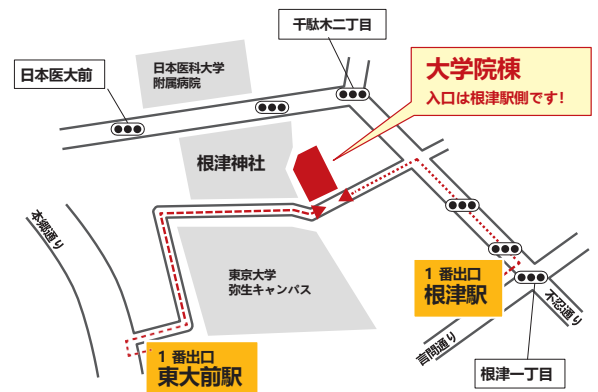 千駄木二丁目
日本医大前
日本医科大学
附属病院
大学院棟
入口は根津駅側です!
根津神社
本郷通り
東京大学
弥生キャンパス
1番出口
根津駅
不忍通り
言問通り
1番出口
東大前駅
根津一丁目